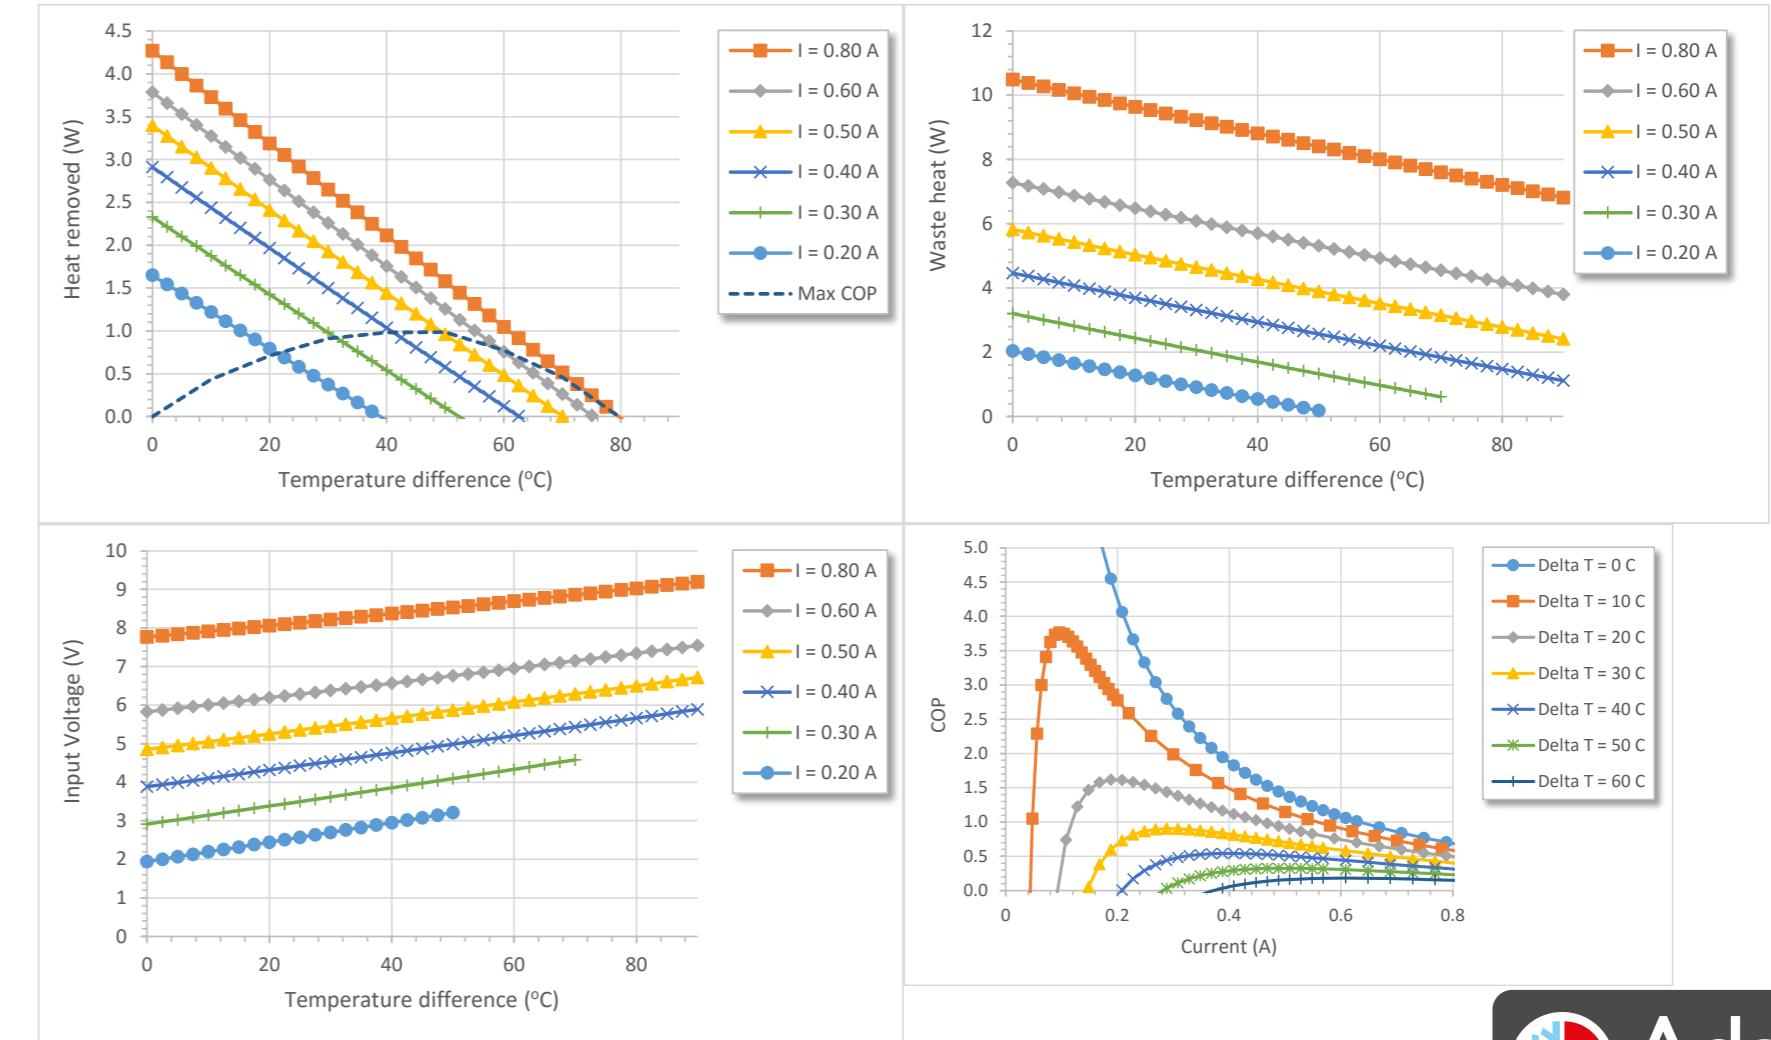 4.5
4.0
3.5
3.0
2.5
2.0
1.5
1.0
0.5
0.0
0 20 40 60 80
Heat removed (W)
Temperature difference (°C)
I = 0.80 A
I = 0.60 A
I = 0.50 A
I = 0.40 A
I = 0.30 A
I = 0.20 A
Max COP
12
10
8
6
4
2
0
0 20 40 60 80
Waste heat (W)
Temperature difference (°C)
I = 0.80 A
I = 0.60 A
I = 0.50 A
I = 0.40 A
I = 0.30 A
I = 0.20 A
10
9
8
7
6
5
4
3
2
1
0
0 20 40 60 80
Input Voltage (V)
Temperature difference (°C)
I = 0.80 A
I = 0.60 A
I = 0.50 A
I = 0.40 A
I = 0.30 A
I = 0.20 A
5.0
4.5
4.0
3.5
3.0
2.5
2.0
1.5
1.0
0.5
0.0
0 0.2 0.4 0.6 0.8
COP
Current (A)
Delta T = 0 C
Delta T = 10 C
Delta T = 20 C
Delta T = 30 C
Delta T = 40 C
Delta T = 50 C
Delta T = 60 C